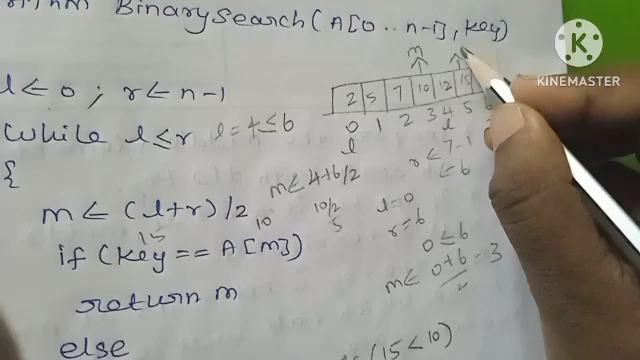 BinarySearch(A[0..n-1], key)
m
l ← 0 ; r ← n-1
2 5 7 10 12 15
KINEMASTER
While l ≤ r l = 4 ≤ 6
0 1 2 3 4 5 6
l l
{
r ← 7-1
m ← 4+6/2 ← 6
m ← (l+r)/2 10 10/2 5
l=0
r=6
15
0 ≤ 6
if (key == A[m])
m ← 0+6/2 = 3
return m
else
(15<10)